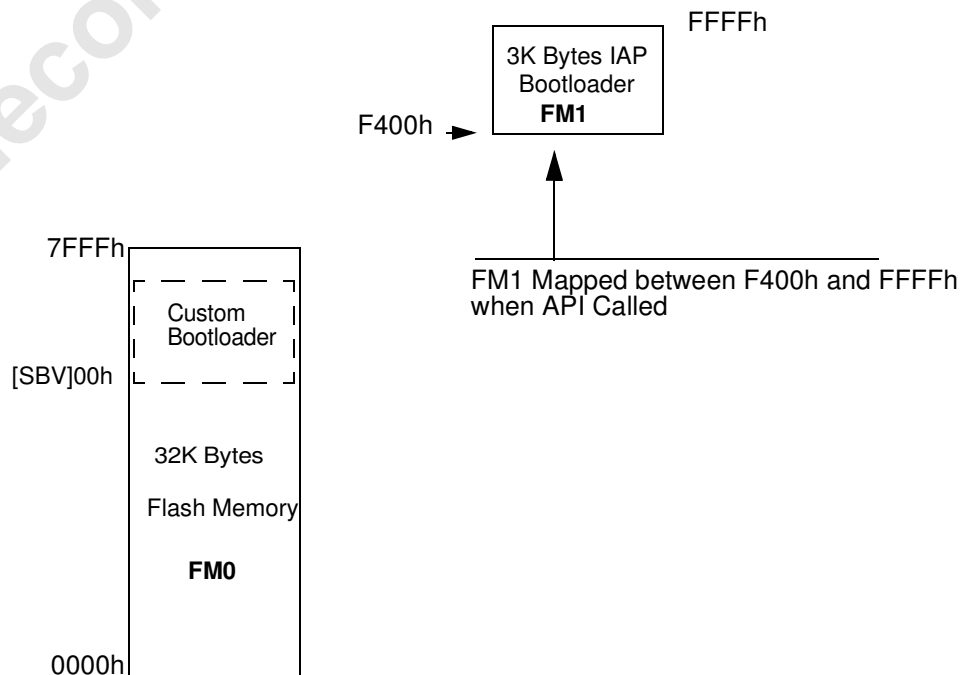 FFFFh
3K Bytes IAP
Bootloader
FM1
F400h
7FFFh
FM1 Mapped between F400h and FFFFh
when API Called
Custom
Bootloader
[SBV]00h
32K Bytes
Flash Memory
FM0
0000h